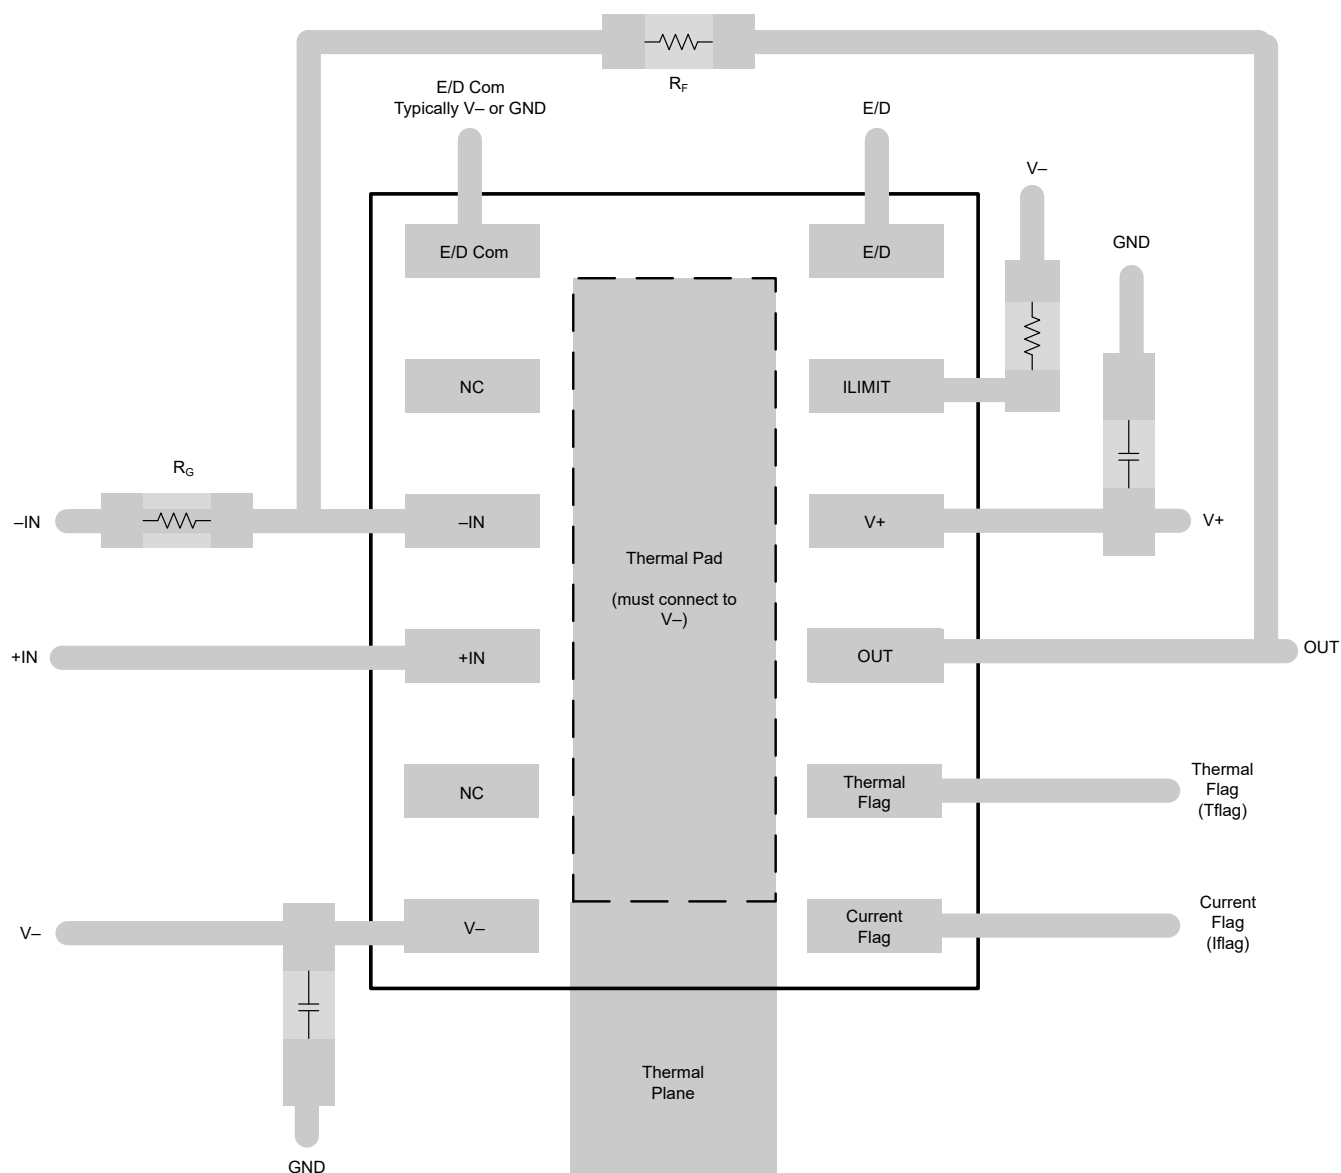 R_F
E/D Com
Typically V– or GND
E/D
V–
GND
E/D Com
E/D
NC
ILIMIT
R_G
–IN
–IN
V+
V+
Thermal Pad
(must connect to
V–)
+IN
+IN
OUT
OUT
NC
Thermal
Flag
Thermal
Flag
(Tflag)
V–
V–
Current
Flag
Current
Flag
(Iflag)
Thermal
Plane
GND